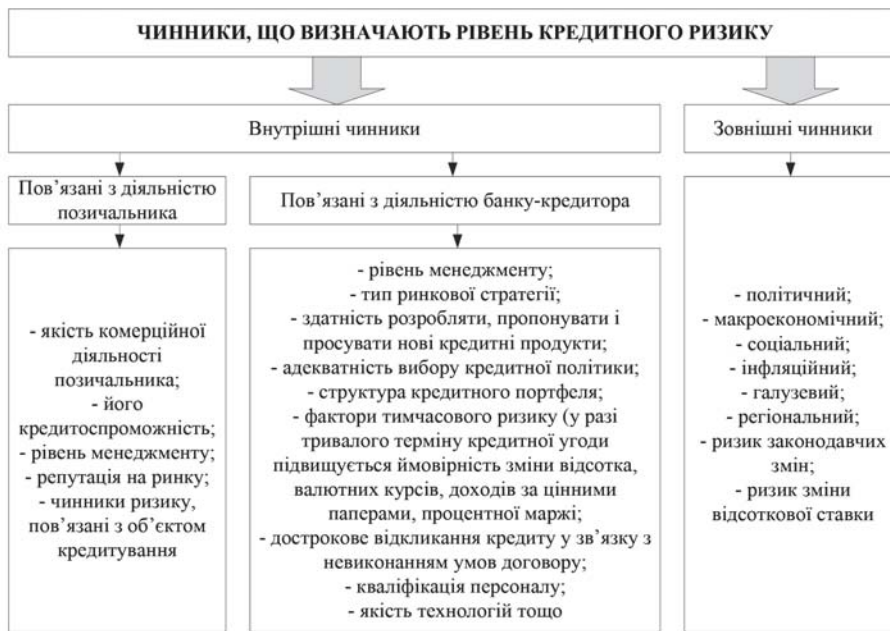 ЧИННИКИ, ЩО ВИЗНАЧАЮТЬ РІВЕНЬ КРЕДИТНОГО РИЗИКУ
Внутрішні чинники
Зовнішні чинники
Пов’язані з діяльністю
позичальника
Пов’язані з діяльністю банку-кредитора
- якість комерційної
діяльності
позичальника;
- його
кредитоспроможність;
- рівень менеджменту;
- репутація на ринку;
- чинники ризику,
пов’язані з об’єктом
кредитування
- рівень менеджменту;
- тип ринкової стратегії;
- здатність розробляти, пропонувати і
просувати нові кредитні продукти;
- адекватність вибору кредитної політики;
- структура кредитного портфеля;
- фактори тимчасового ризику (у разі
тривалого терміну кредитної угоди
підвищується ймовірність зміни відсотка,
валютних курсів, доходів за цінними
паперами, процентної маржі;
- дострокове відкликання кредиту у зв’язку з
невиконанням умов договору;
- кваліфікація персоналу;
- якість технологій тощо
- політичний;
- макроекономічний;
- соціальний;
- інфляційний;
- галузевий;
- регіональний;
- ризик законодавчих
змін;
- ризик зміни
відсоткової ставки